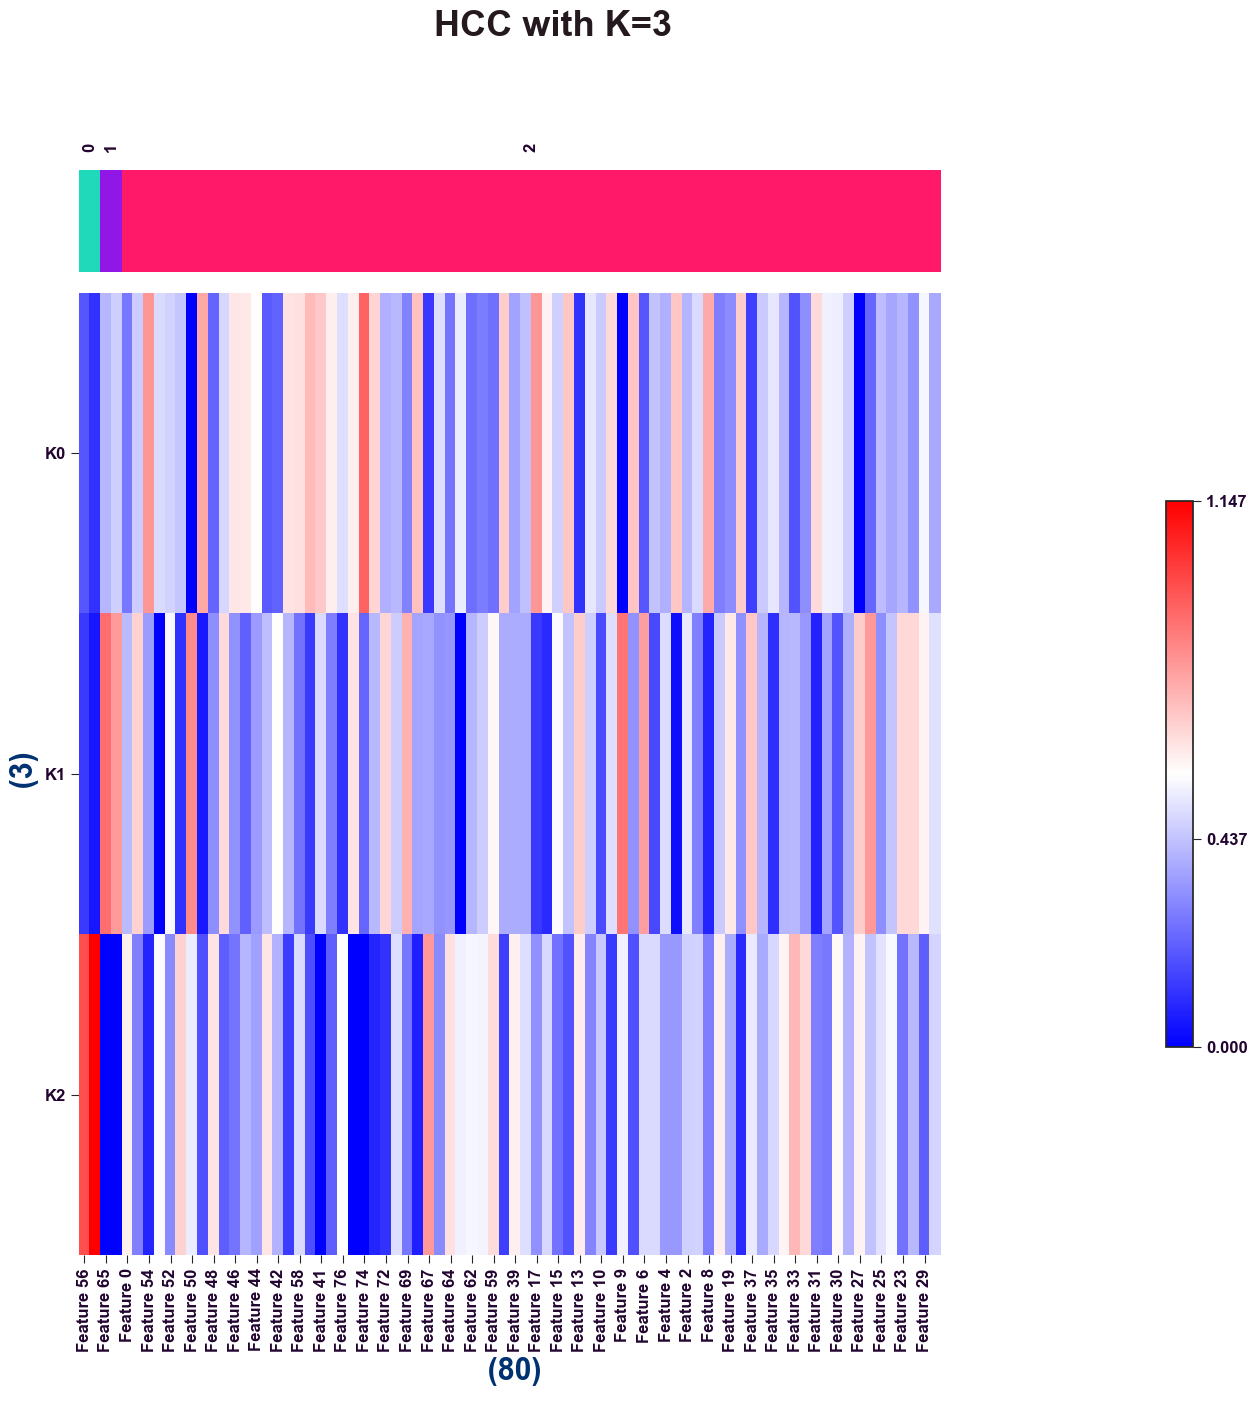 HCC with K=3
0
1
2
K0
K1
K2
(3)
1.147
0.437
0.000
Feature 56
Feature 65
Feature 0
Feature 54
Feature 52
Feature 50
Feature 48
Feature 46
Feature 44
Feature 42
Feature 58
Feature 41
Feature 76
Feature 74
Feature 72
Feature 69
Feature 67
Feature 64
Feature 62
Feature 59
Feature 39
Feature 17
Feature 15
Feature 13
Feature 10
Feature 9
Feature 6
Feature 4
Feature 2
Feature 8
Feature 19
Feature 37
Feature 35
Feature 33
Feature 31
Feature 30
Feature 27
Feature 25
Feature 23
Feature 29
(80)